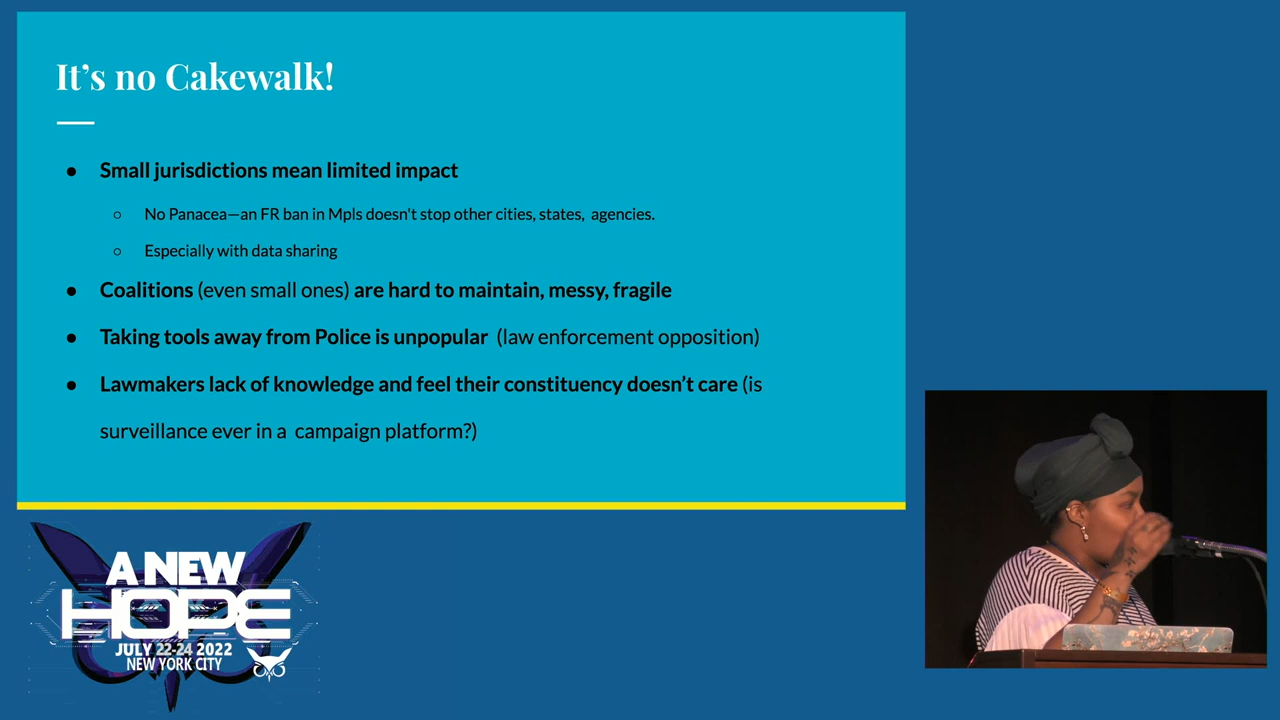 It's no Cakewalk!
● Small jurisdictions mean limited impact
○ No Panacea—an FR ban in Mpls doesn't stop other cities, states, agencies.
○ Especially with data sharing
● Coalitions (even small ones) are hard to maintain, messy, fragile
● Taking tools away from Police is unpopular (law enforcement opposition)
● Lawmakers lack of knowledge and feel their constituency doesn't care (is
surveillance ever in a campaign platform?)
A NEW
HOPE
JULY 22-24 2022
NEW YORK CITY